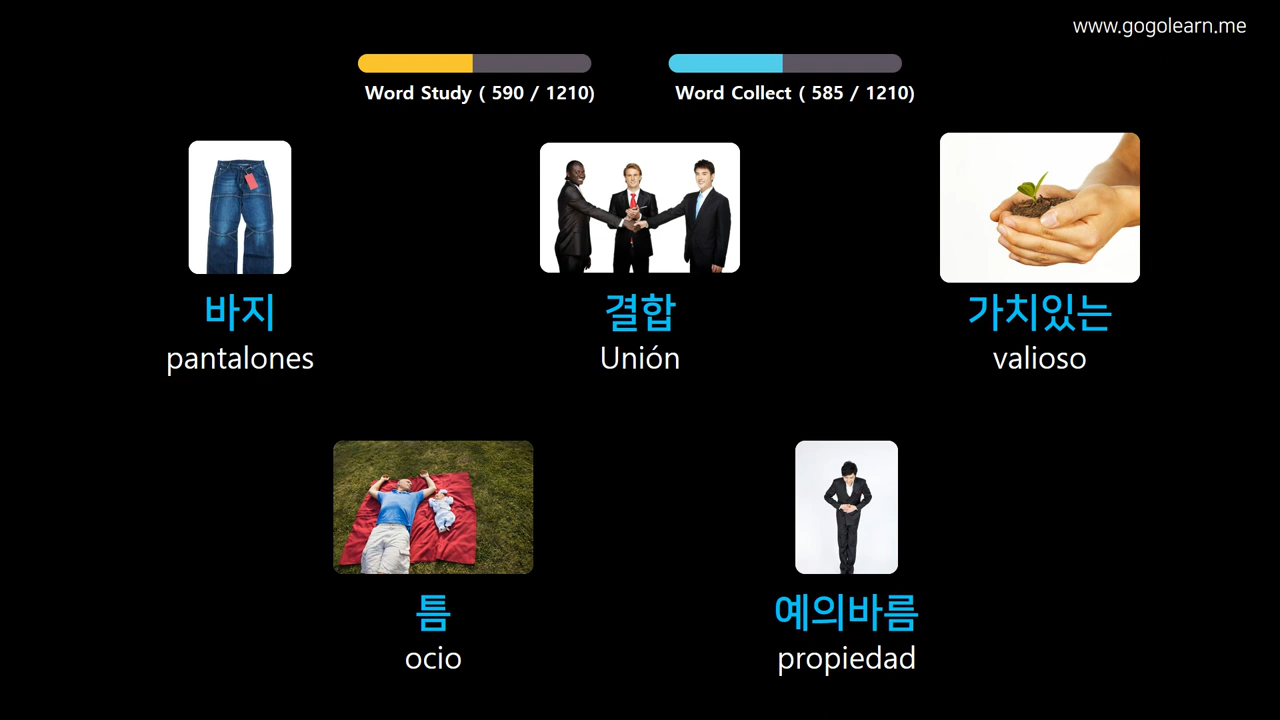 www.gogolearn.me
Word Study ( 590 / 1210)
Word Collect ( 585 / 1210)
바지
pantalones
결합
Unión
가치있는
valioso
틈
ocio
예의바름
propiedad